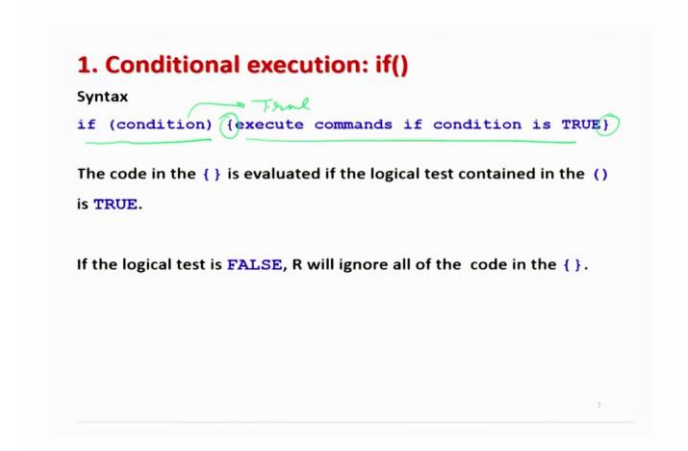 1. Conditional execution: if()
Syntax
True
if (condition) {execute commands if condition is TRUE}
The code in the { } is evaluated if the logical test contained in the ()
is TRUE.
If the logical test is FALSE, R will ignore all of the code in the { }.
3